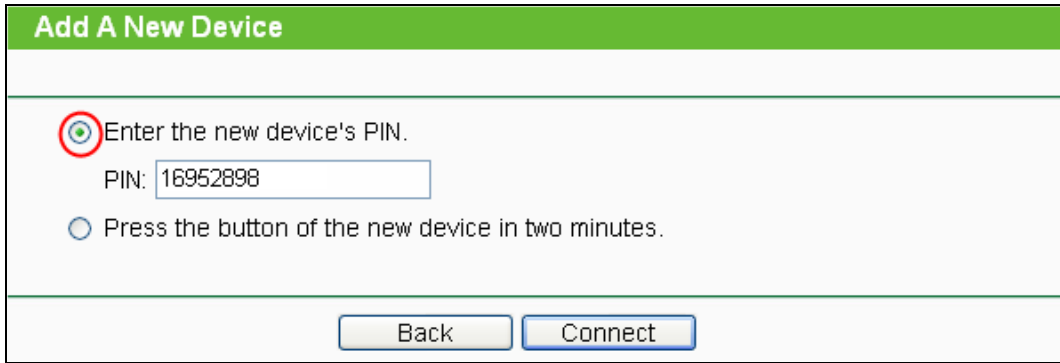 Add A New Device
Enter the new device's PIN.
PIN: 16952898
Press the button of the new device in two minutes.
Back Connect